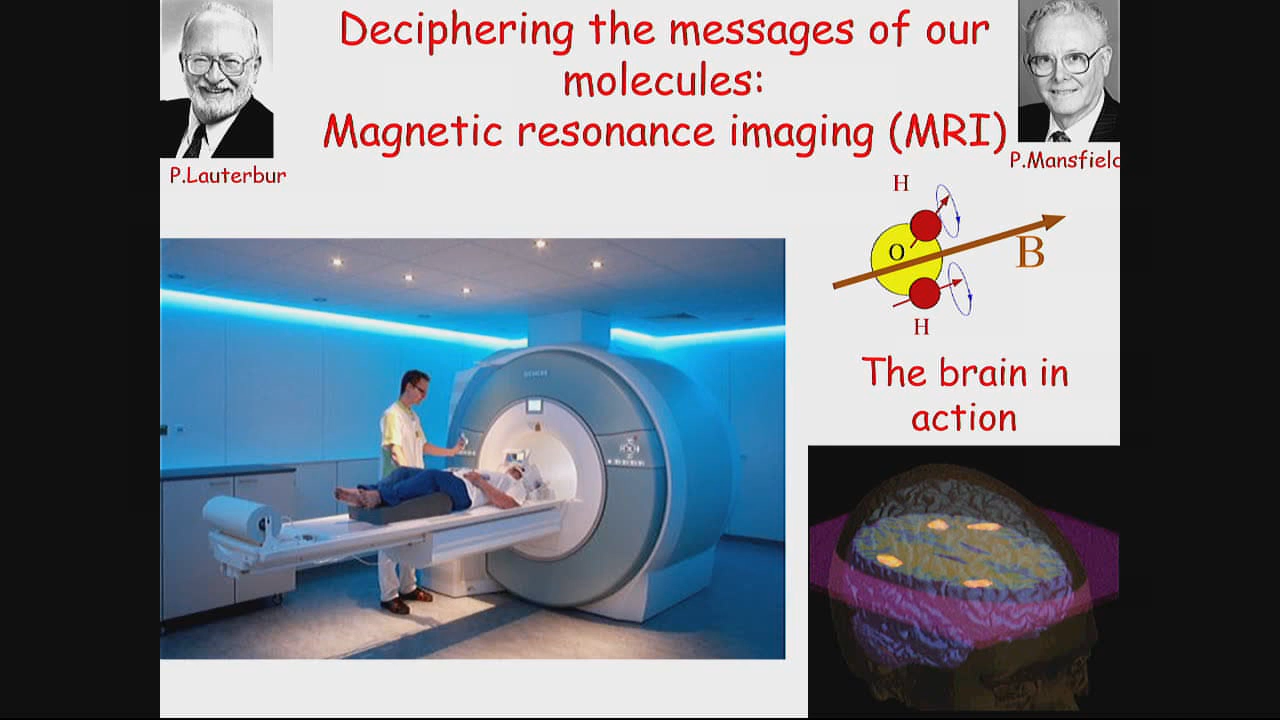 Deciphering the messages of our
molecules:
Magnetic resonance imaging (MRI)
P.Lauterbur
P.Mansfield
H
O
B
H
The brain in
action
SIEMENS